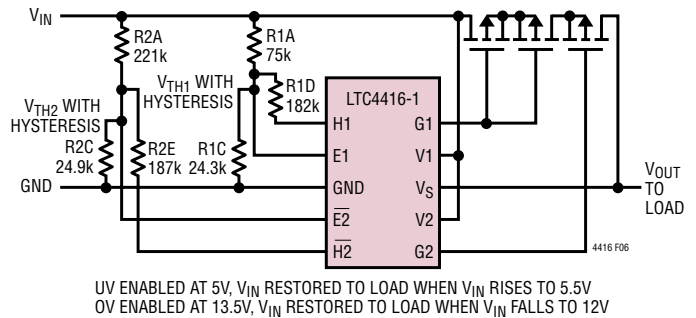 VIN
R2A
221k
R1A
75k
VTH1 WITH
HYSTERESIS
R1D
182k
LTC4416-1
VTH2 WITH
HYSTERESIS
R2C
24.9k
R2E
187k
R1C
24.3k
GND
H1
E1
GND
E2
H2
G1
V1
VS
V2
G2
VOUT
TO
LOAD
4416 F06
UV ENABLED AT 5V, VIN RESTORED TO LOAD WHEN VIN RISES TO 5.5V
OV ENABLED AT 13.5V, VIN RESTORED TO LOAD WHEN VIN FALLS TO 12V